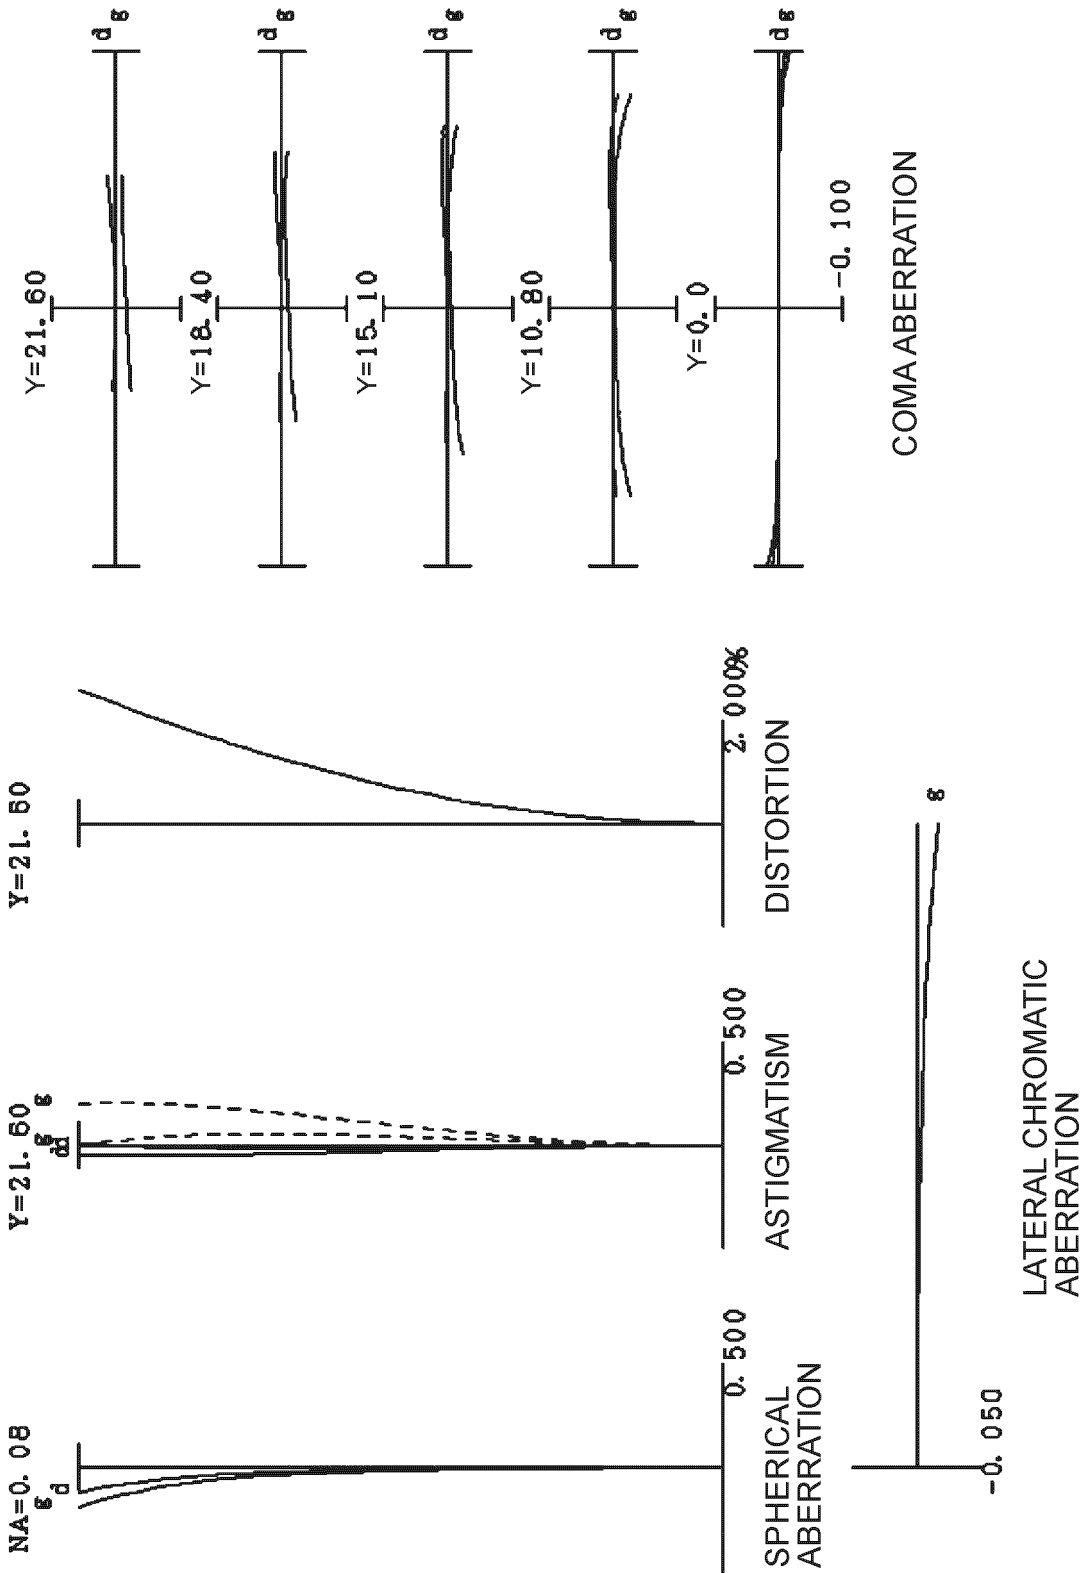 NA=0.08
g
d
0.500
SPHERICAL
ABERRATION
Y=21.60
d
g
d
g
0.500
ASTIGMATISM
Y=21.60
2.000%
DISTORTION
Y=21.60
d g
Y=18.40
d g
Y=15.10
d g
Y=10.80
d g
Y=0.0
d g
-0.100
COMA ABERRATION
g
-0.050
LATERAL CHROMATIC
ABERRATION